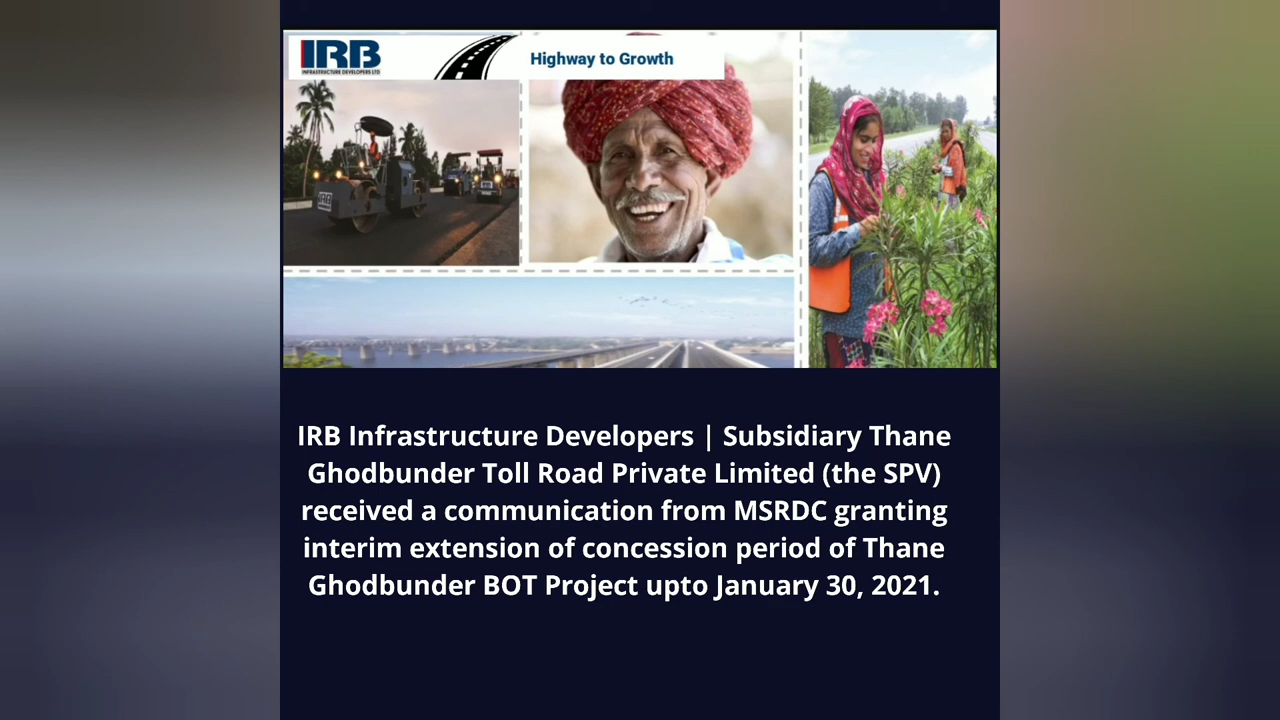 IRB
INFRASTRUCTURE DEVELOPERS LTD
Highway to Growth
IRB Infrastructure Developers | Subsidiary Thane
Ghodbunder Toll Road Private Limited (the SPV)
received a communication from MSRDC granting
interim extension of concession period of Thane
Ghodbunder BOT Project upto January 30, 2021.